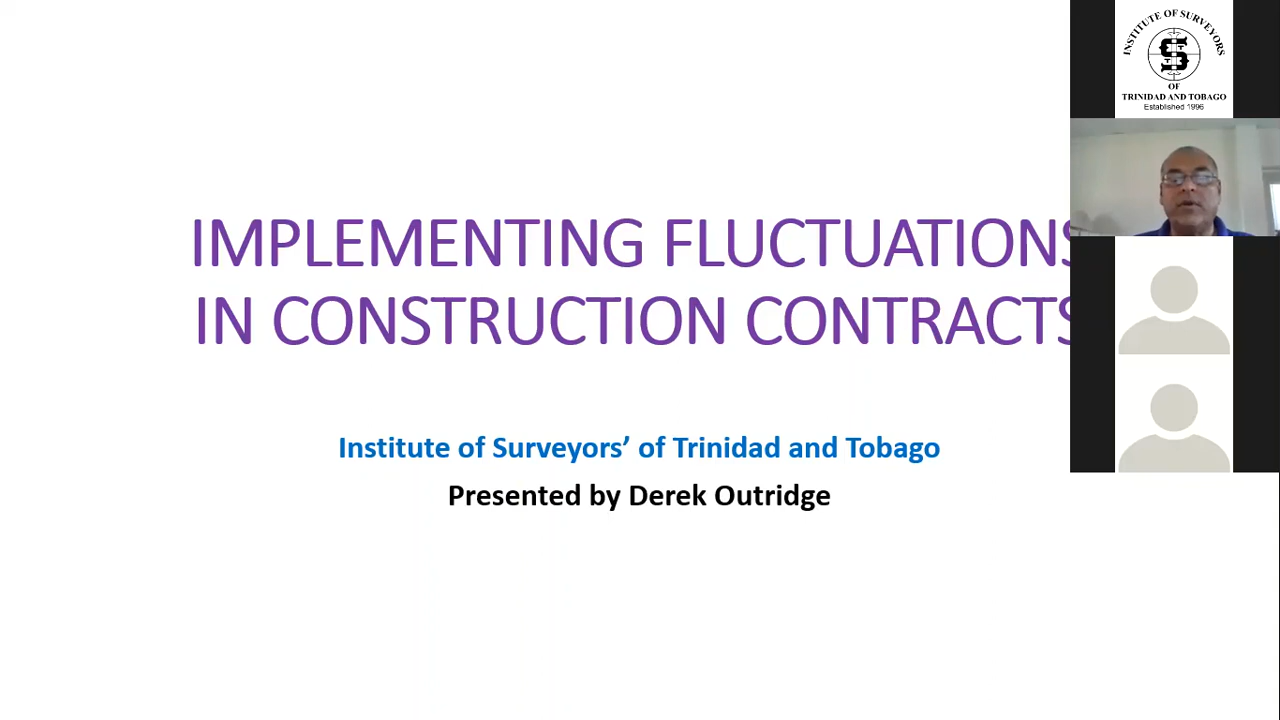 IMPLEMENTING FLUCTUATIONS
IN CONSTRUCTION CONTRACTS
Institute of Surveyors’ of Trinidad and Tobago
Presented by Derek Outridge
INSTITUTE OF SURVEYORS
OF
TRINIDAD AND TOBAGO
Established 1996